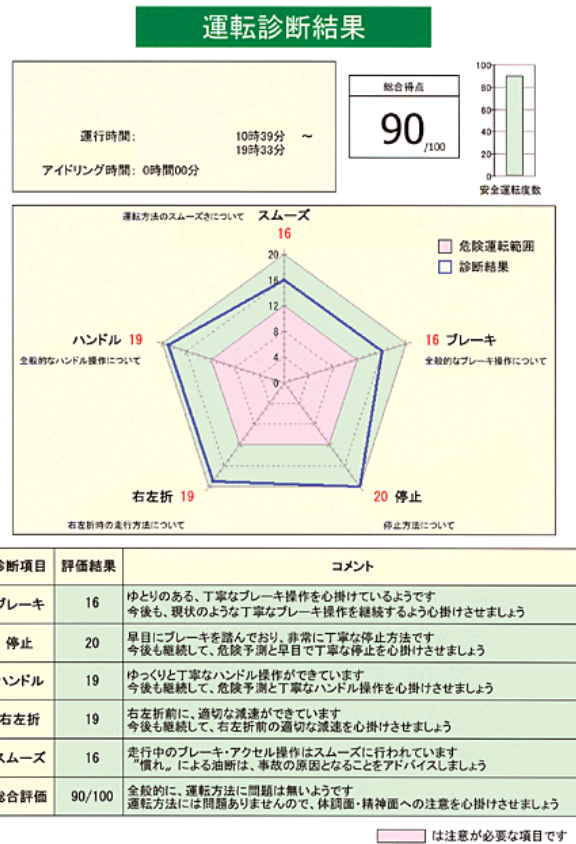 運転診断結果
運行時間: 10時39分 ～
19時33分
アイドリング時間: 0時間00分
総合得点
90/100
100
80
60
40
20
0
安全運転度数
運転方法のスムーズさについて スムーズ
16
危険運転範囲
診断結果
20
16
12
8
4
0
ハンドル 19
全般的なハンドル操作について
16 ブレーキ
全般的なブレーキ操作について
右左折 19
右左折時の走行方法について
20 停止
停止方法について
診断項目 評価結果 コメント
ブレーキ 16 ゆとりのある、丁寧なブレーキ操作を心掛けているようです
今後も、現状のような丁寧なブレーキ操作を継続するよう心掛けさせましょう
停止 20 早目にブレーキを踏んでおり、非常に丁寧な停止方法です
今後も継続して、危険予測と早目で丁寧な停止を心掛けさせましょう
ハンドル 19 ゆっくりと丁寧なハンドル操作ができています
今後も継続して、危険予測と丁寧なハンドル操作を心掛けさせましょう
右左折 19 右左折前に、適切な減速ができています
今後も継続して、右左折前の適切な減速を心掛けさせましょう
スムーズ 16 走行中のブレーキ・アクセル操作はスムーズに行われています
〝慣れ〟による油断は、事故の原因となることをアドバイスしましょう
総合評価 90/100 全般的に、運転方法に問題は無いようです
運転方法には問題ありませんので、体調面・精神面への注意を心掛けさせましょう
は注意が必要な項目です